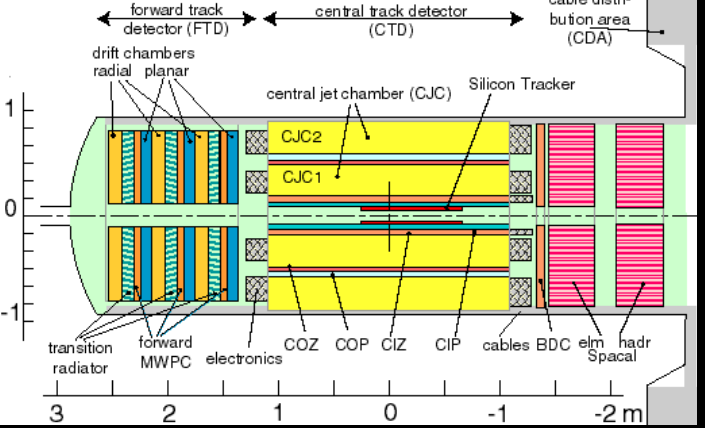 forward track
detector (FTD)
central track detector
(CTD)
cable distri-
bution area
(CDA)
drift chambers
radial planar
central jet chamber (CJC)
Silicon Tracker
1
CJC2
CJC1
0
-1
transition
radiator
forward
MWPC
electronics
COZ
COP
CIZ
CIP
cables
BDC
elm hadr
Spacal
3 2 1 0 -1 -2 m